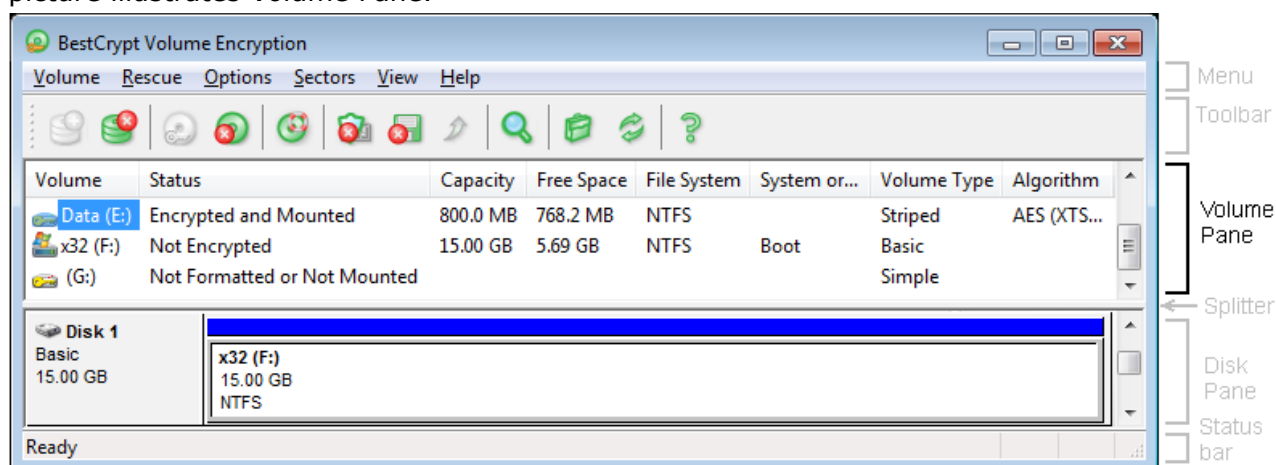 picture illustrates Volume Pane.
BestCrypt Volume Encryption
Volume Rescue Options Sectors View Help
Menu
Toolbar
Volume Status Capacity Free Space File System System or... Volume Type Algorithm
Data (E:) Encrypted and Mounted 800.0 MB 768.2 MB NTFS Striped AES (XTS...
x32 (F:) Not Encrypted 15.00 GB 5.69 GB NTFS Boot Basic
(G:) Not Formatted or Not Mounted Simple
Volume
Pane
Splitter
Disk 1
Basic
15.00 GB
x32 (F:)
15.00 GB
NTFS
Disk
Pane
Ready
Status
bar